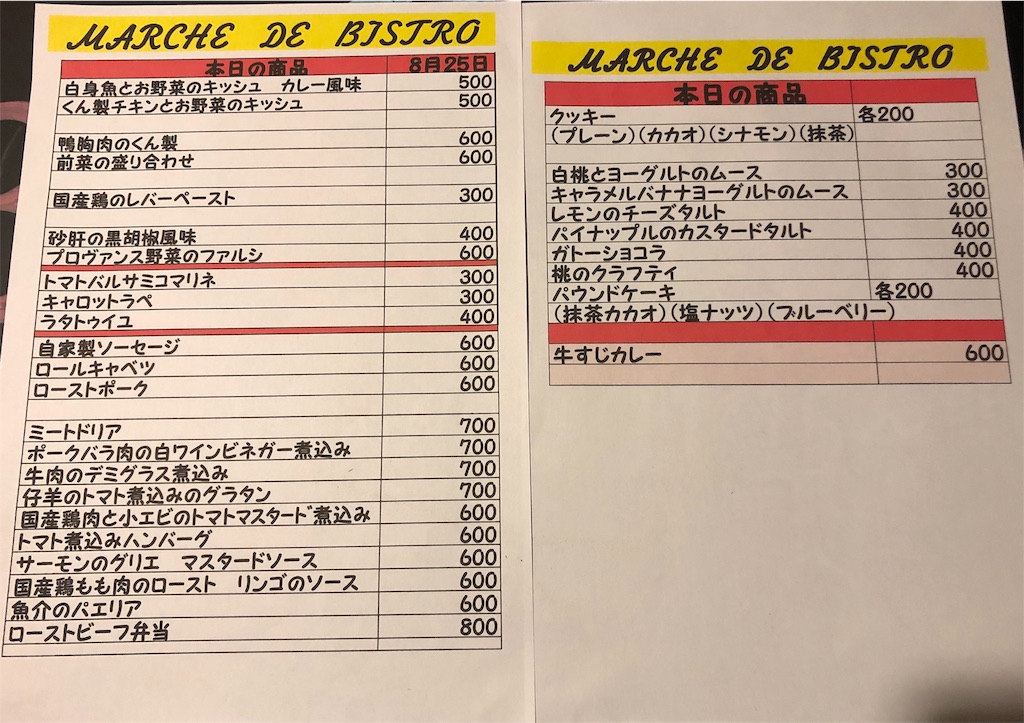 MARCHE DE BISTRO
本日の商品 8月25日
白身魚とお野菜のキッシュ カレー風味 500
くん製チキンとお野菜のキッシュ 500
鴨胸肉のくん製 600
前菜の盛り合わせ 600
国産鶏のレバーペースト 300
砂肝の黒胡椒風味 400
プロヴァンス野菜のファルシ 600
トマトバルサミコマリネ 300
キャロットラペ 300
ラタトゥイユ 400
自家製ソーセージ 600
ロールキャベツ 600
ローストポーク 600
ミートドリア 700
ポークバラ肉の白ワインビネガー煮込み 700
牛肉のデミグラス煮込み 700
仔羊のトマト煮込みのグラタン 700
国産鶏肉と小エビのトマトマスタード煮込み 600
トマト煮込みハンバーグ 600
サーモンのグリエ マスタードソース 600
国産鶏もも肉のロースト リンゴのソース 600
魚介のパエリア 600
ローストビーフ弁当 800
MARCHE DE BISTRO
本日の商品
クッキー 各200
(プレーン)(カカオ)(シナモン)(抹茶)
白桃とヨーグルトのムース 300
キャラメルバナナヨーグルトのムース 300
レモンのチーズタルト 400
パイナップルのカスタードタルト 400
ガトーショコラ 400
桃のクラフティ 400
パウンドケーキ 各200
(抹茶カカオ)(塩ナッツ)(ブルーベリー)
牛すじカレー 600